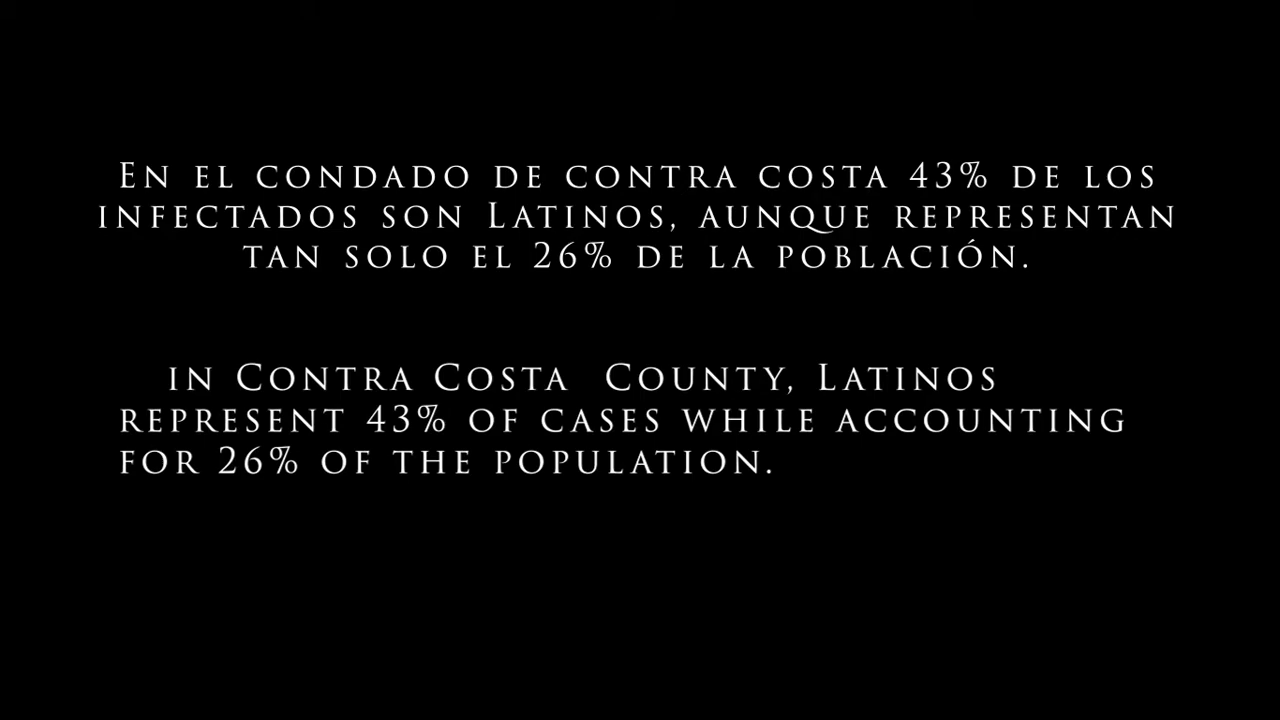 En el condado de contra costa 43% de los
infectados son Latinos, aunque representan
tan solo el 26% de la población.
in Contra Costa County, Latinos
represent 43% of cases while accounting
for 26% of the population.